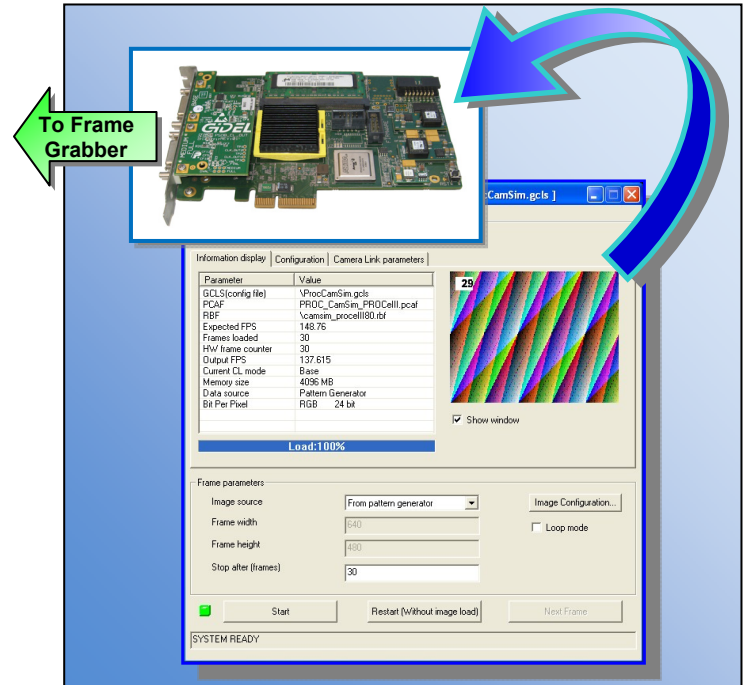 To Frame
Grabber
GiDEL
CamSim.gcls ]
Information display Configuration Camera Link parameters
Parameter Value
GCLS(config file) \ProcCamSim.gcls
PCAF PROC_CamSim_PROCeIII.pcaf
RBF \camsim_proceIII80.rbf
Expected FPS 148.76
Frames loaded 30
HW frame counter 30
Output FPS 137.615
Current CL mode Base
Memory size 4096 MB
Data source Pattern Generator
Bit Per Pixel RGB 24 bit
29
Show window
Load:100%
Frame parameters
Image source From pattern generator Image Configuration...
Frame width 640 Loop mode
Frame height 480
Stop after (frames) 30
Start Restart (Without image load) Next Frame
SYSTEM READY